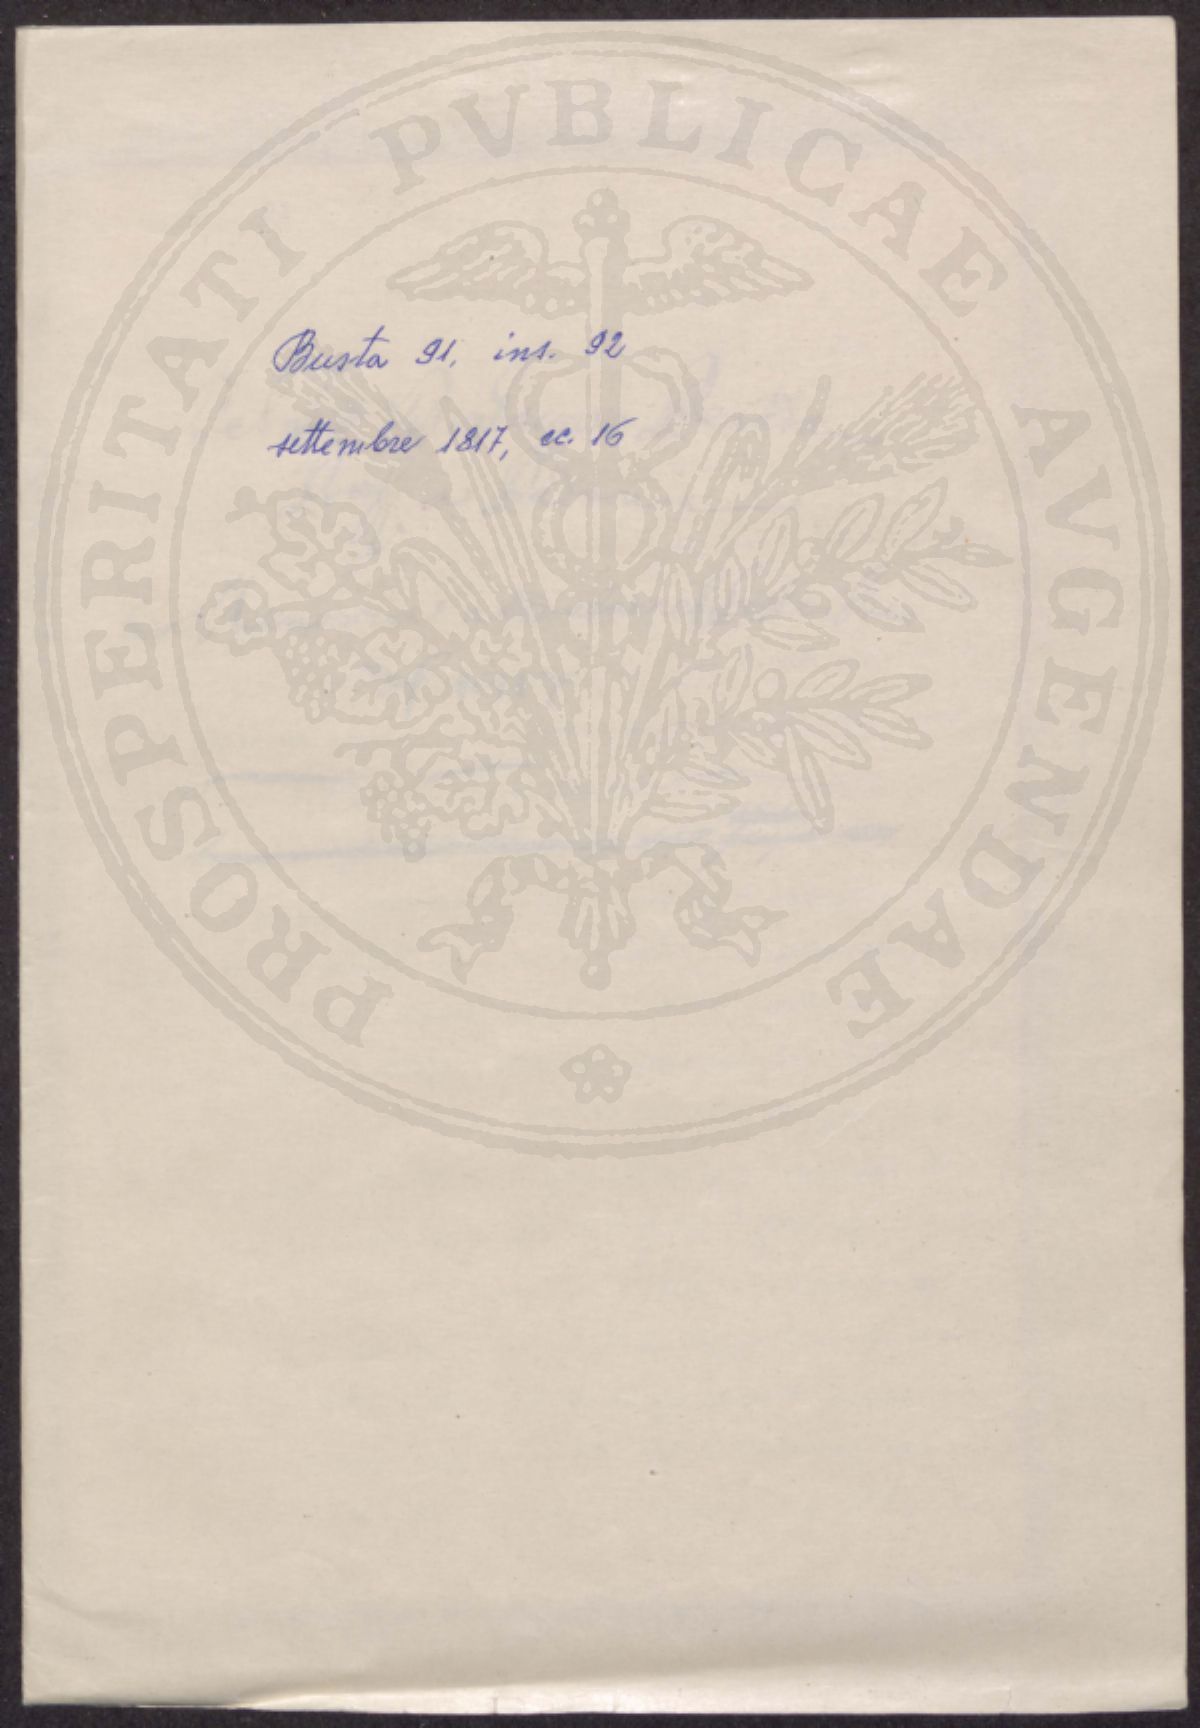 PROSPERITATI PVBLICAE AVGENDAE
Busta 91, ins. 92
settembre 1817, cc. 16